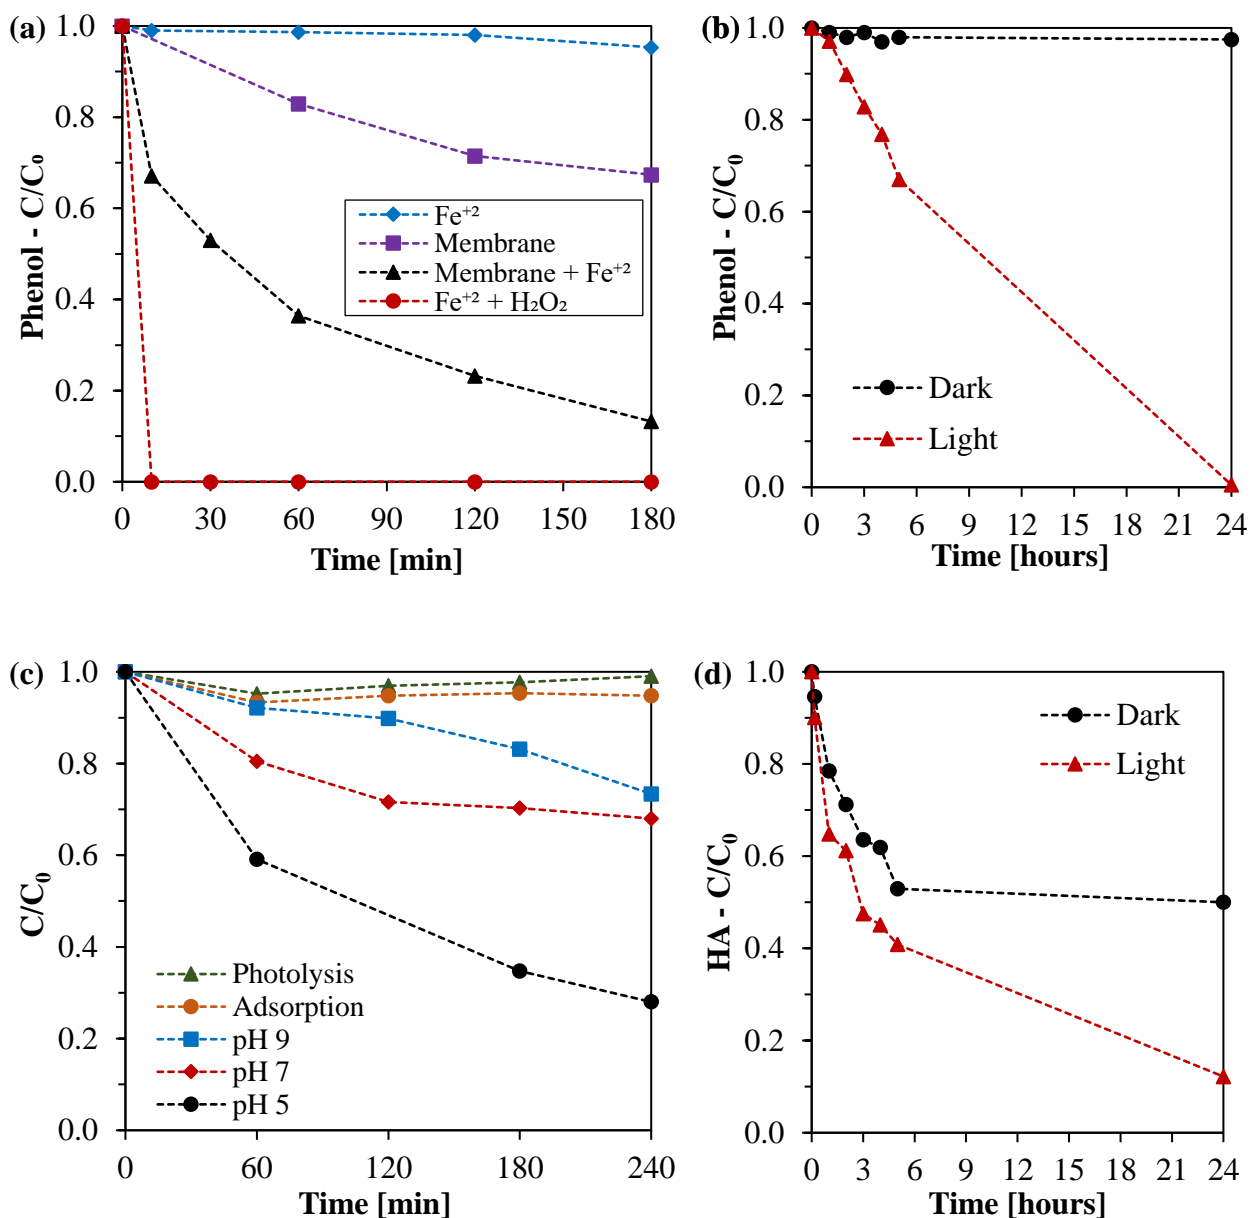 (a)
1.0
0.8
0.6
0.4
0.2
0.0
Phenol - C/C₀
Fe⁺²
Membrane
Membrane + Fe⁺²
Fe⁺² + H₂O₂
0 30 60 90 120 150 180
Time [min]
(b)
1.0
0.8
0.6
0.4
0.2
0.0
Phenol - C/C₀
Dark
Light
0 3 6 9 12 15 18 21 24
Time [hours]
(c)
1.0
0.8
0.6
0.4
0.2
0.0
C/C₀
Photolysis
Adsorption
pH 9
pH 7
pH 5
0 60 120 180 240
Time [min]
(d)
1.0
0.8
0.6
0.4
0.2
0.0
HA - C/C₀
Dark
Light
0 3 6 9 12 15 18 21 24
Time [hours]